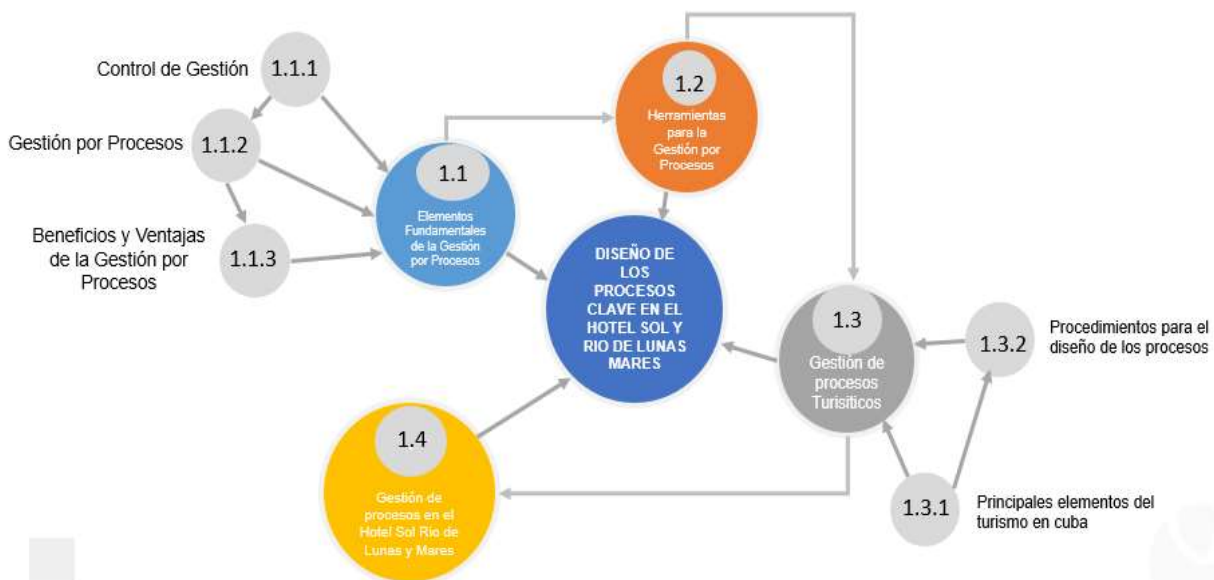 Control de Gestión
1.1.1
Gestión por Procesos
1.1.2
Beneficios y Ventajas
de la Gestión por
Procesos
1.1.3
1.1
Elementos
Fundamentales
de la Gestión
por Procesos
1.2
Herramientas
para la
Gestión por
Procesos
DISEÑO DE
LOS
PROCESOS
CLAVE EN EL
HOTEL SOL Y
RIO DE LUNAS
MARES
1.3
Gestión de
procesos
Turisiticos
1.3.2
Procedimientos para el
diseño de los procesos
1.3.1
Principales elementos del
turismo en cuba
1.4
Gestión de
procesos en el
Hotel Sol Rio de
Lunas y Mares